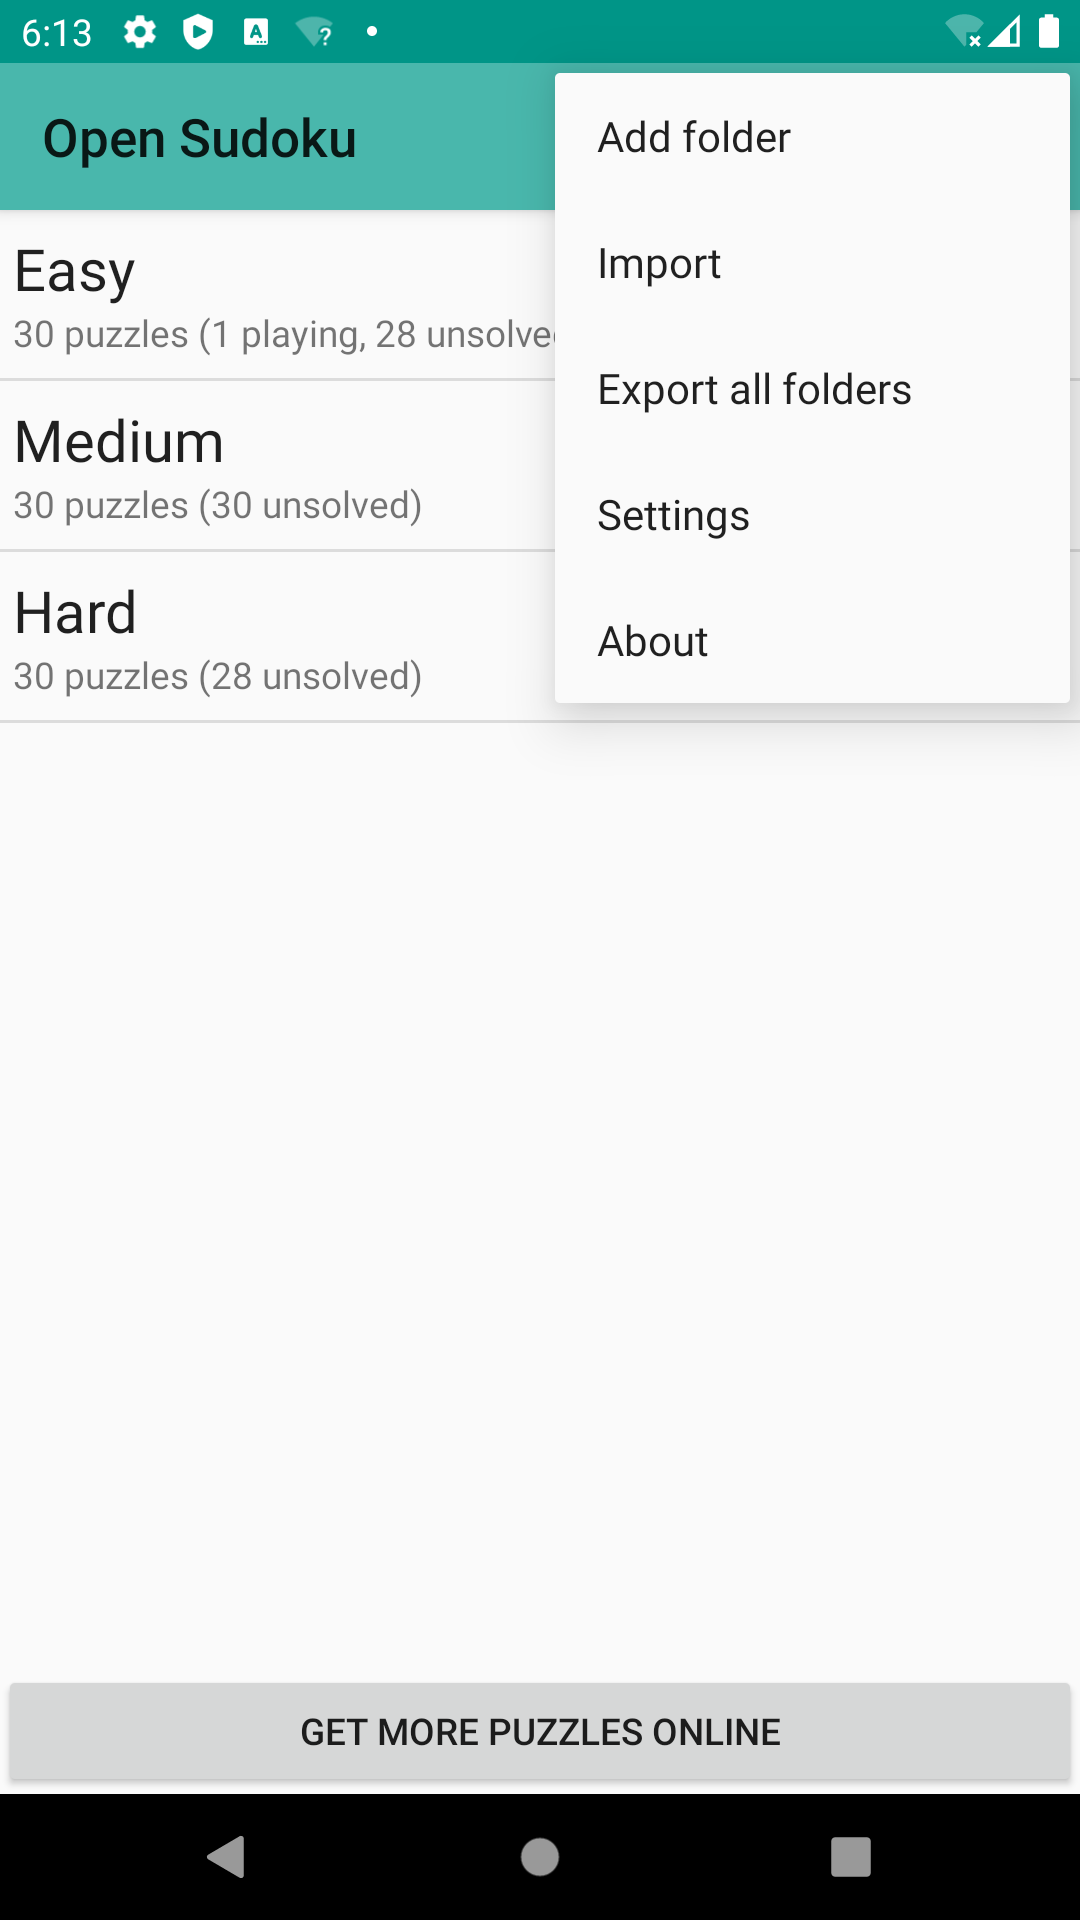 6:13
Open Sudoku
Easy
30 puzzles (1 playing, 28 unsolve
Medium
30 puzzles (30 unsolved)
Hard
30 puzzles (28 unsolved)
Add folder
Import
Export all folders
Settings
About
GET MORE PUZZLES ONLINE